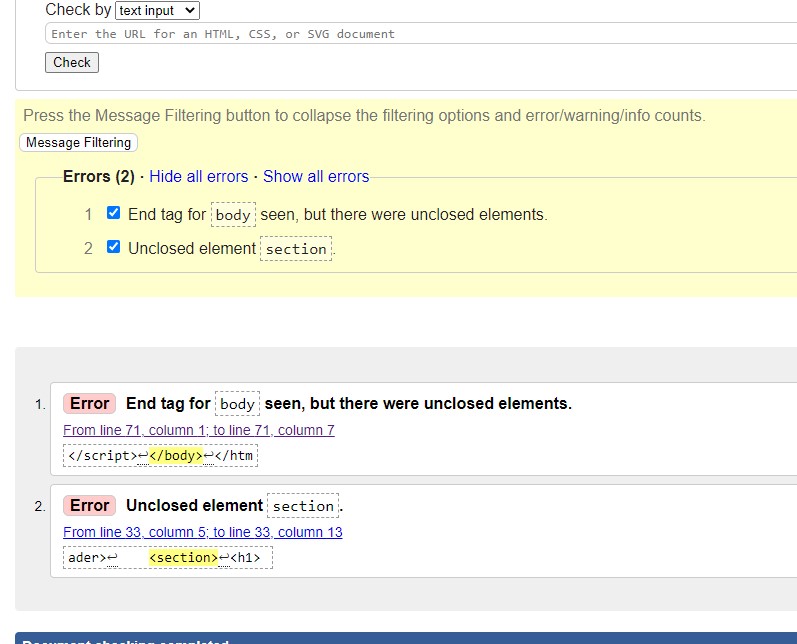 Check by text input
Enter the URL for an HTML, CSS, or SVG document
Check
Press the Message Filtering button to collapse the filtering options and error/warning/info counts.
Message Filtering
Errors (2) · Hide all errors · Show all errors
1 End tag for body seen, but there were unclosed elements.
2 Unclosed element section.
1. Error End tag for body seen, but there were unclosed elements.
From line 71, column 1; to line 71, column 7
</script>↩</body>↩</htm
2. Error Unclosed element section.
From line 33, column 5; to line 33, column 13
ader>↩    <section>↩<h1>
Document checking completed.